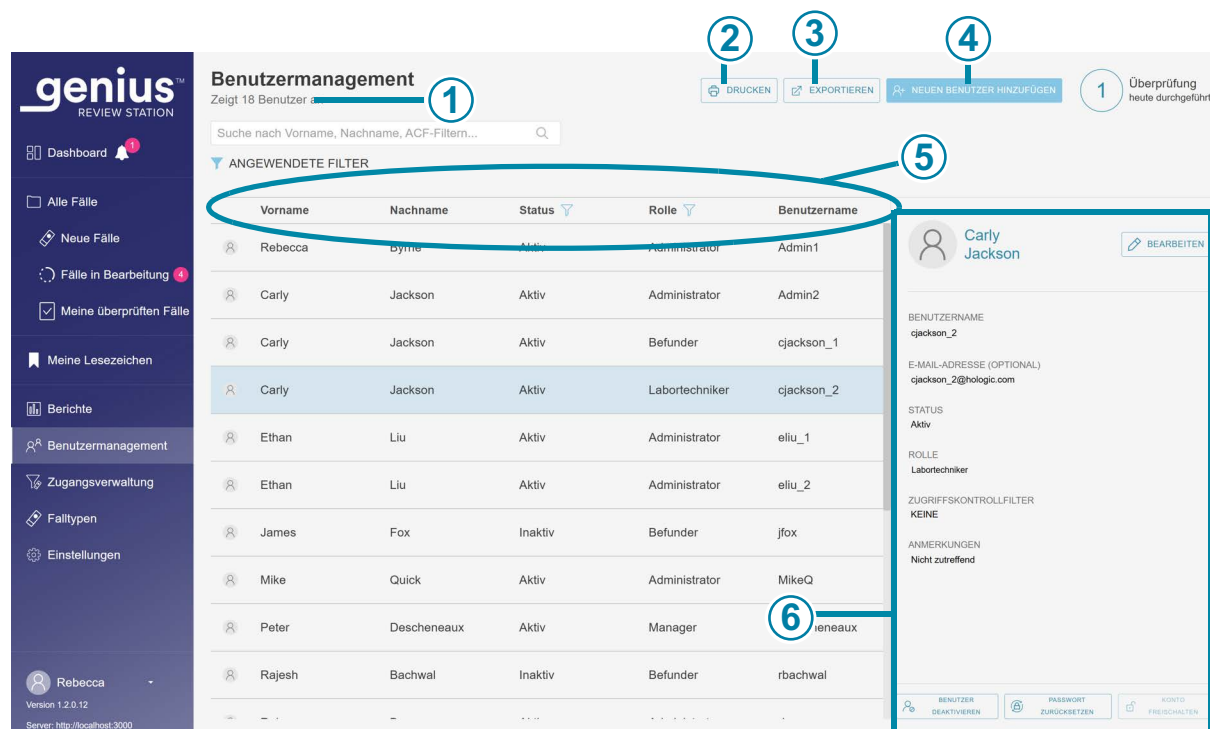 2
3
4
genius™
REVIEW STATION
Benutzermanagement
Zeigt 18 Benutzer
1
DRUCKEN
EXPORTIEREN
NEUEN BENUTZER HINZUFÜGEN
1
Überprüfung
heute durchgeführt
Suche nach Vorname, Nachname, ACF-Filtern...
ANGEWENDETE FILTER
5
Dashboard 1
Alle Fälle
Neue Fälle
Fälle in Bearbeitung 4
Meine überprüften Fälle
Meine Lesezeichen
Berichte
Benutzermanagement
Zugangsverwaltung
Falltypen
Einstellungen
Rebecca
Version 1.2.0.12
Server: http://localhost:3000
Vorname Nachname Status Rolle Benutzername
Rebecca Byrne Aktiv Administrator Admin1
Carly Jackson Aktiv Administrator Admin2
Carly Jackson Aktiv Befunder cjackson_1
Carly Jackson Aktiv Labortechniker cjackson_2
Ethan Liu Aktiv Administrator eliu_1
Ethan Liu Aktiv Administrator eliu_2
James Fox Inaktiv Befunder jfox
Mike Quick Aktiv Administrator MikeQ
Peter Descheneaux Aktiv Manager
Rajesh Bachwal Inaktiv Befunder rbachwal
6
Carly
Jackson
BEARBEITEN
BENUTZERNAME
cjackson_2
E-MAIL-ADRESSE (OPTIONAL)
cjackson_2@hologic.com
STATUS
Aktiv
ROLLE
Labortechniker
ZUGRIFFSKONTROLLFILTER
KEINE
ANMERKUNGEN
Nicht zutreffend
BENUTZER
DEAKTIVIEREN
PASSWORT
ZURÜCKSETZEN
KONTO
FREISCHALTEN